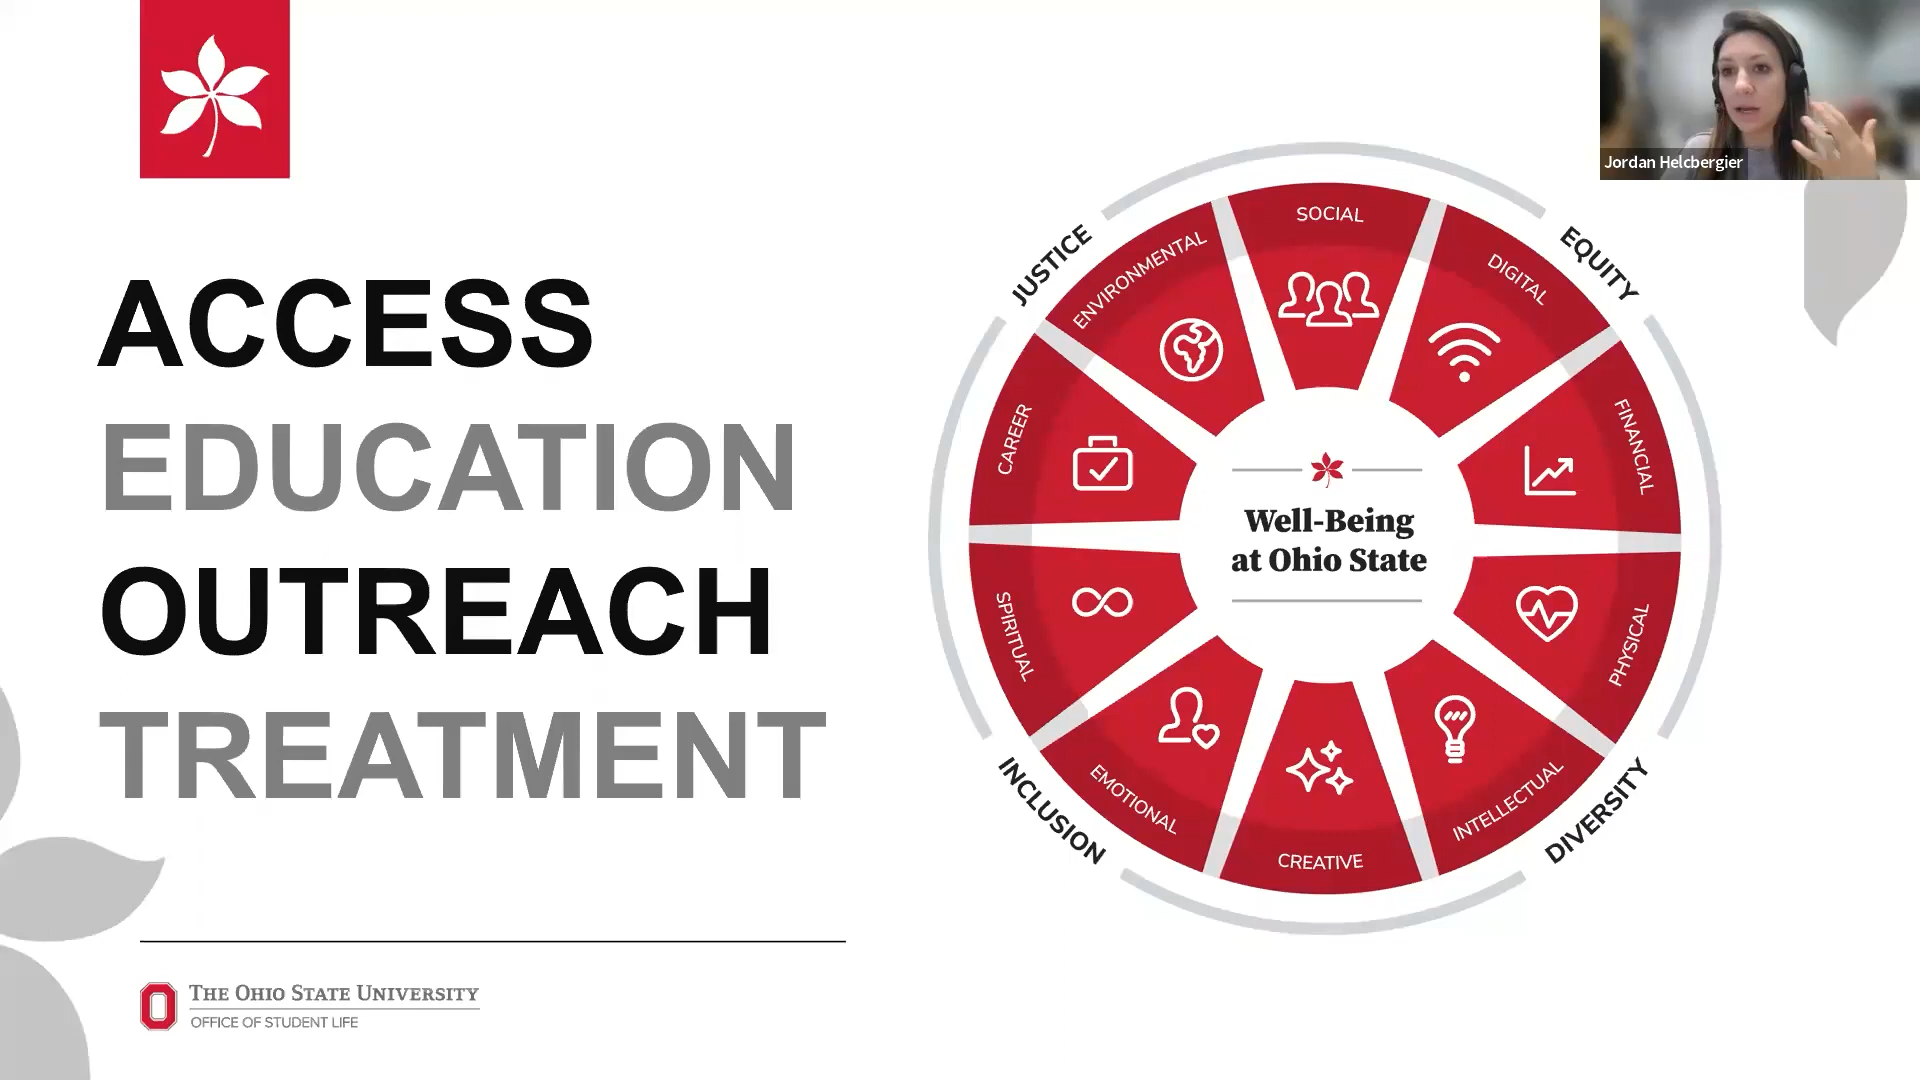 Jordan Helcbergier
ACCESS
EDUCATION
OUTREACH
TREATMENT
JUSTICE
EQUITY
DIVERSITY
INCLUSION
SOCIAL
DIGITAL
FINANCIAL
PHYSICAL
INTELLECTUAL
CREATIVE
EMOTIONAL
SPIRITUAL
CAREER
ENVIRONMENTAL
Well-Being
at Ohio State
THE OHIO STATE UNIVERSITY
OFFICE OF STUDENT LIFE